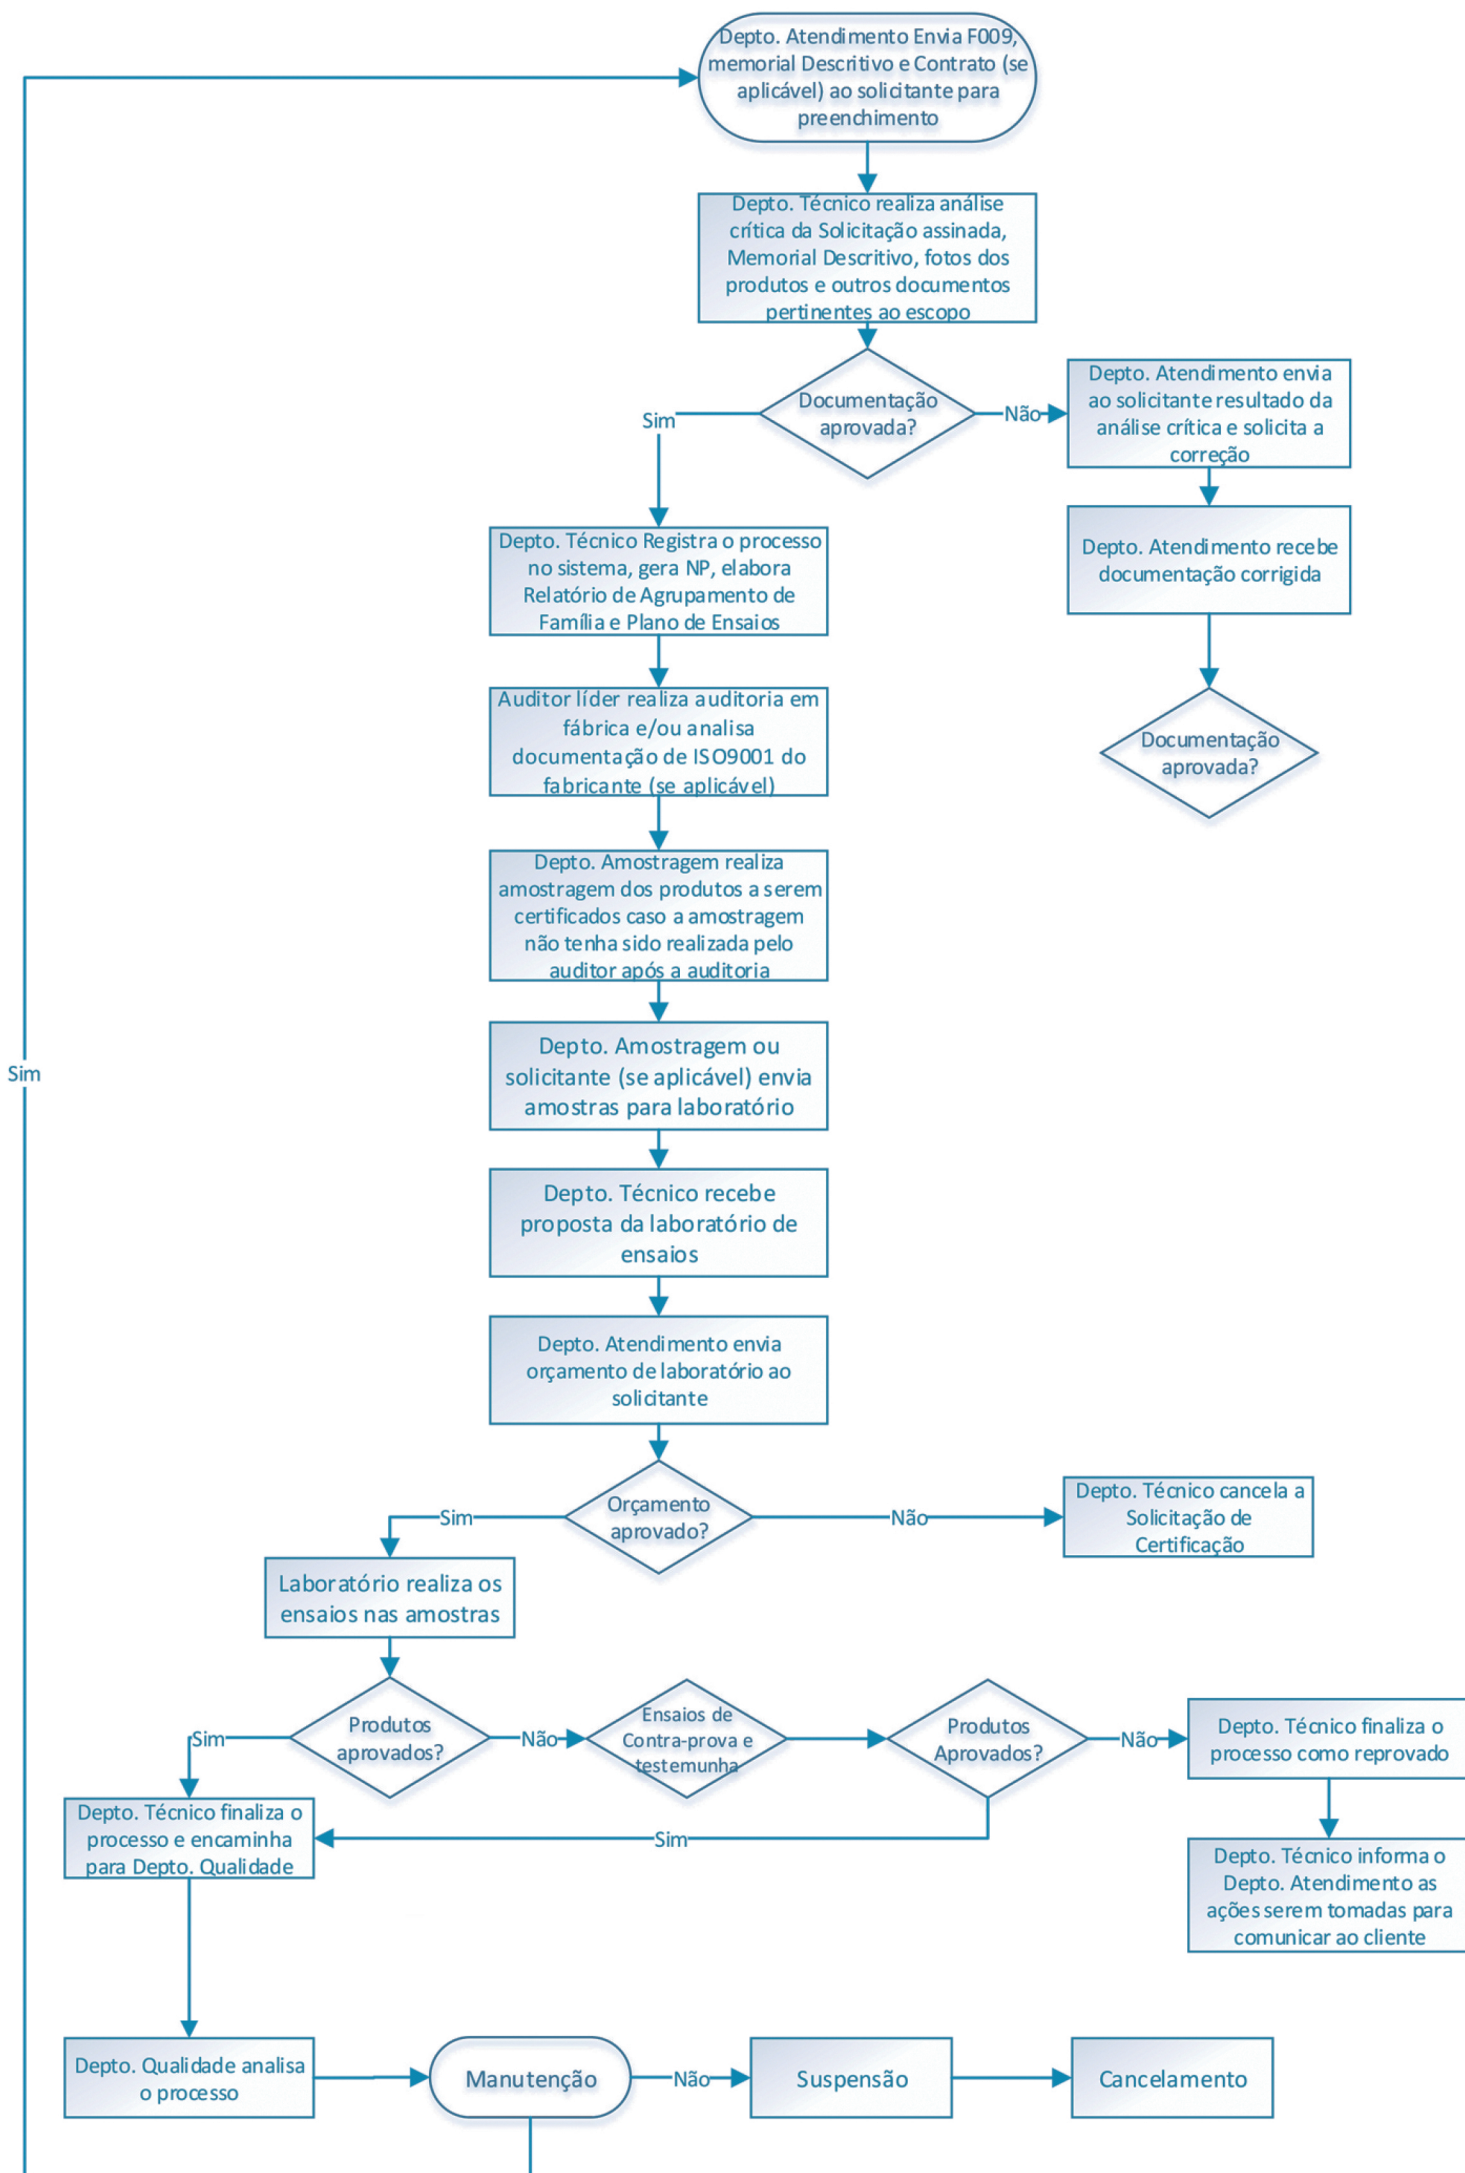 Depto. Atendimento Envia F009,
memorial Descritivo e Contrato (se
aplicável) ao solicitante para
preenchimento
Depto. Técnico realiza análise
crítica da Solicitação assinada,
Memorial Descritivo, fotos dos
produtos e outros documentos
pertinentes ao escopo
Documentação
aprovada?
Sim
Não
Depto. Atendimento envia
ao solicitante resultado da
análise crítica e solicita a
correção
Depto. Técnico Registra o processo
no sistema, gera NP, elabora
Relatório de Agrupamento de
Família e Plano de Ensaios
Depto. Atendimento recebe
documentação corrigida
Auditor líder realiza auditoria em
fábrica e/ou analisa
documentação de ISO9001 do
fabricante (se aplicável)
Documentação
aprovada?
Depto. Amostragem realiza
amostragem dos produtos a serem
certificados caso a amostragem
não tenha sido realizada pelo
auditor após a auditoria
Depto. Amostragem ou
solicitante (se aplicável) envia
amostras para laboratório
Sim
Depto. Técnico recebe
proposta da laboratório de
ensaios
Depto. Atendimento envia
orçamento de laboratório ao
solicitante
Orçamento
aprovado?
Sim
Não
Depto. Técnico cancela a
Solicitação de
Certificação
Laboratório realiza os
ensaios nas amostras
Produtos
aprovados?
Sim
Não
Ensaios de
Contra-prova e
testemunha
Produtos
Aprovados?
Não
Depto. Técnico finaliza o
processo como reprovado
Depto. Técnico finaliza o
processo e encaminha
para Depto. Qualidade
Sim
Depto. Técnico informa o
Depto. Atendimento as
ações serem tomadas para
comunicar ao cliente
Depto. Qualidade analisa
o processo
Manutenção
Não
Suspensão
Cancelamento